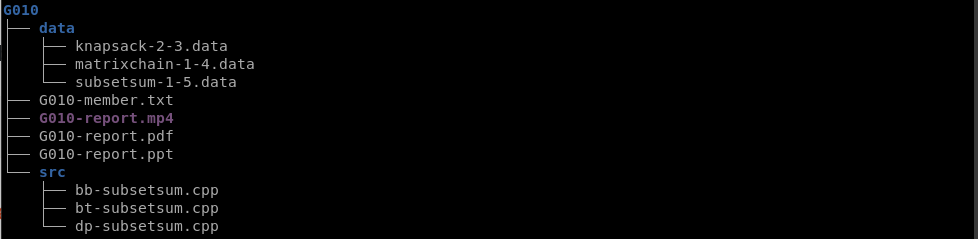 G010
├── data
│   ├── knapsack-2-3.data
│   ├── matrixchain-1-4.data
│   └── subsetsum-1-5.data
├── G010-member.txt
├── G010-report.mp4
├── G010-report.pdf
├── G010-report.ppt
└── src
    ├── bb-subsetsum.cpp
    ├── bt-subsetsum.cpp
    └── dp-subsetsum.cpp